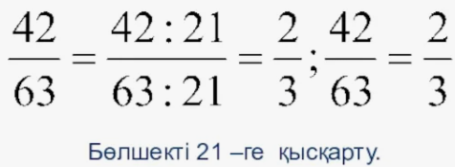 42/63 = 42 : 21/63 : 21 = 2/3; 42/63 = 2/3
Бөлшекті 21 –ге қысқарту.